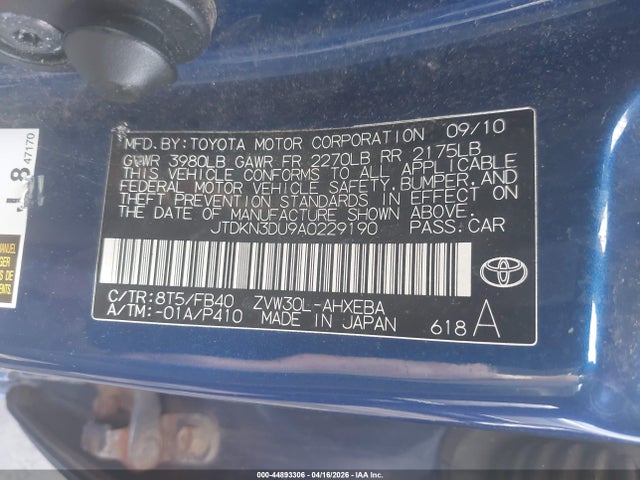 MFD.BY:TOYOTA MOTOR CORPORATION 09/10
GVWR 3980LB GAWR FR 2270LB RR 2175LB
THIS VEHICLE CONFORMS TO ALL APPLICABLE
FEDERAL MOTOR VEHICLE SAFETY,BUMPER,AND
THEFT PREVENTION STANDARDS IN EFFECT ON
THE DATE OF MANUFACTURE SHOWN ABOVE.
JTDKN3DU9A0229190 PASS.CAR
C/TR:8T5/FB40 ZVW30L-AHXEBA
A/TM:-01A/P410 MADE IN JAPAN 618 A
47170
000-44893306 - 04/16/2026 - IAAI.COM